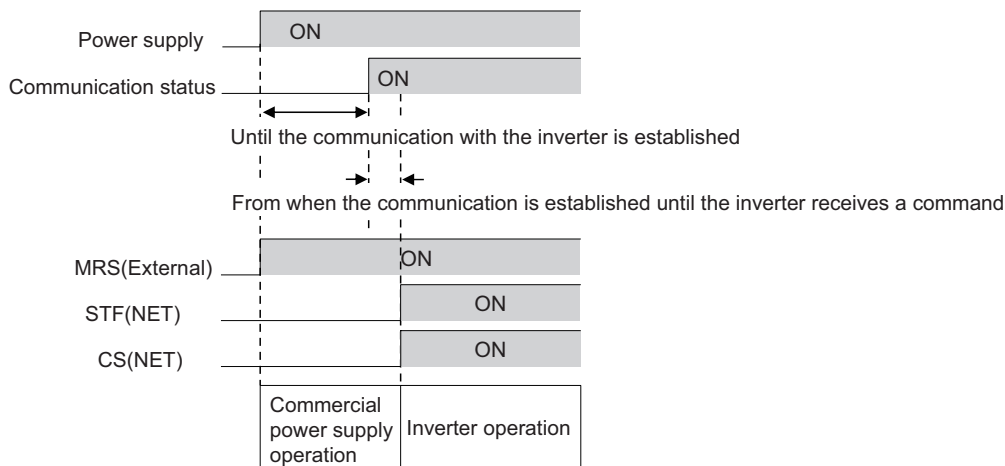 Power supply
ON
Communication status
ON
Until the communication with the inverter is established
From when the communication is established until the inverter receives a command
MRS(External)
ON
STF(NET)
ON
CS(NET)
ON
Commercial
power supply
operation
Inverter operation